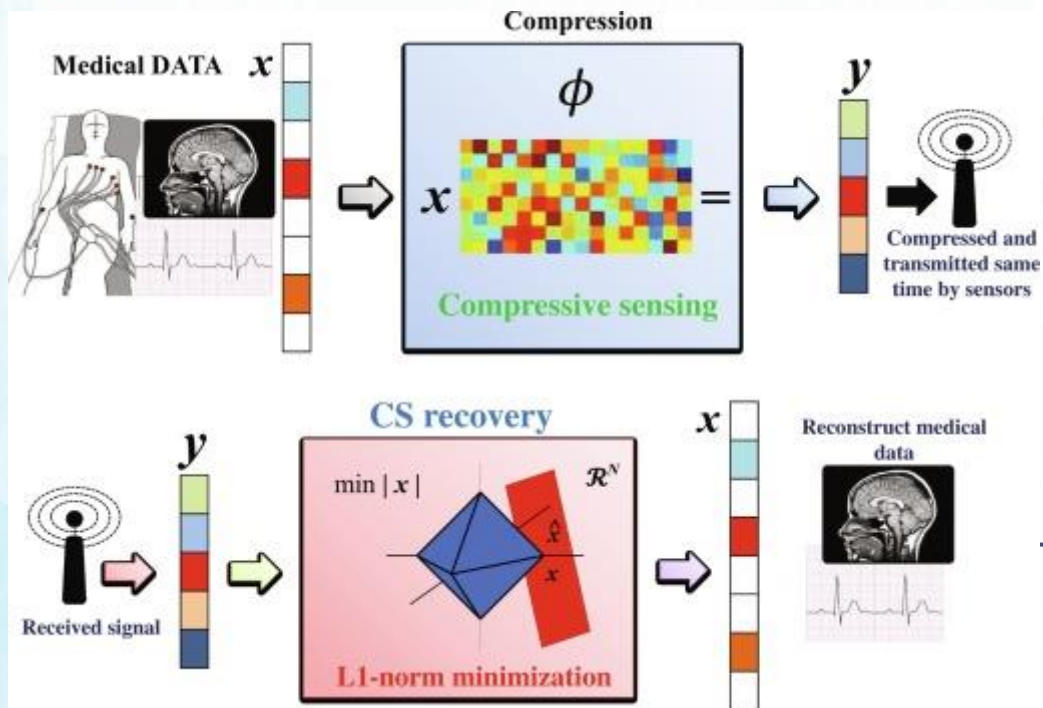 Compression
Medical DATA
x
ϕ
x
=
Compressive sensing
y
Compressed and
transmitted same
time by sensors
Received signal
y
CS recovery
min | x |
ℛᴺ
x̂
x
L1-norm minimization
x
Reconstruct medical
data